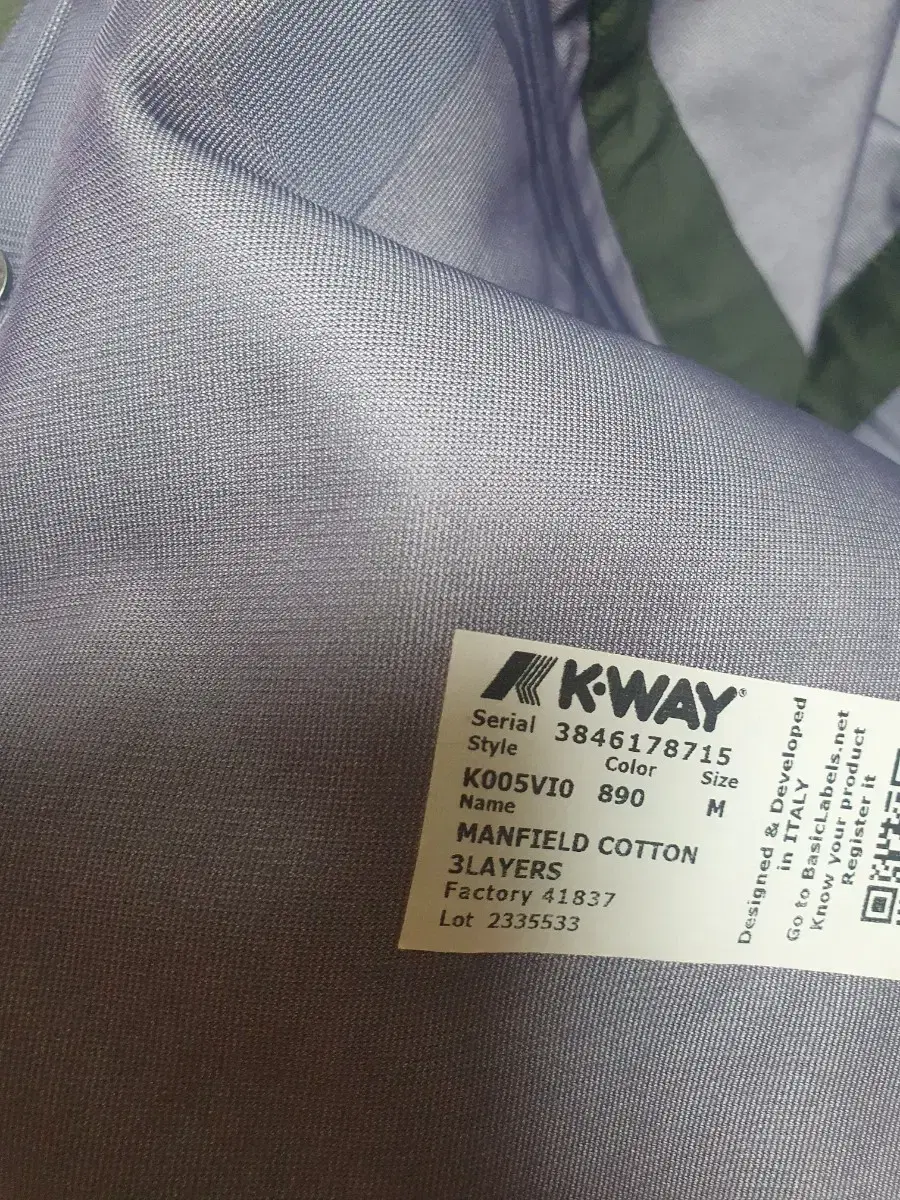 K·WAY®
Serial 3846178715
Style Color Size
K005VI0 890 M
Name
MANFIELD COTTON
3LAYERS
Factory 41837
Lot 2335533
Designed & Developed
in ITALY
Go to BasicLabels.net
Know your product
Register it